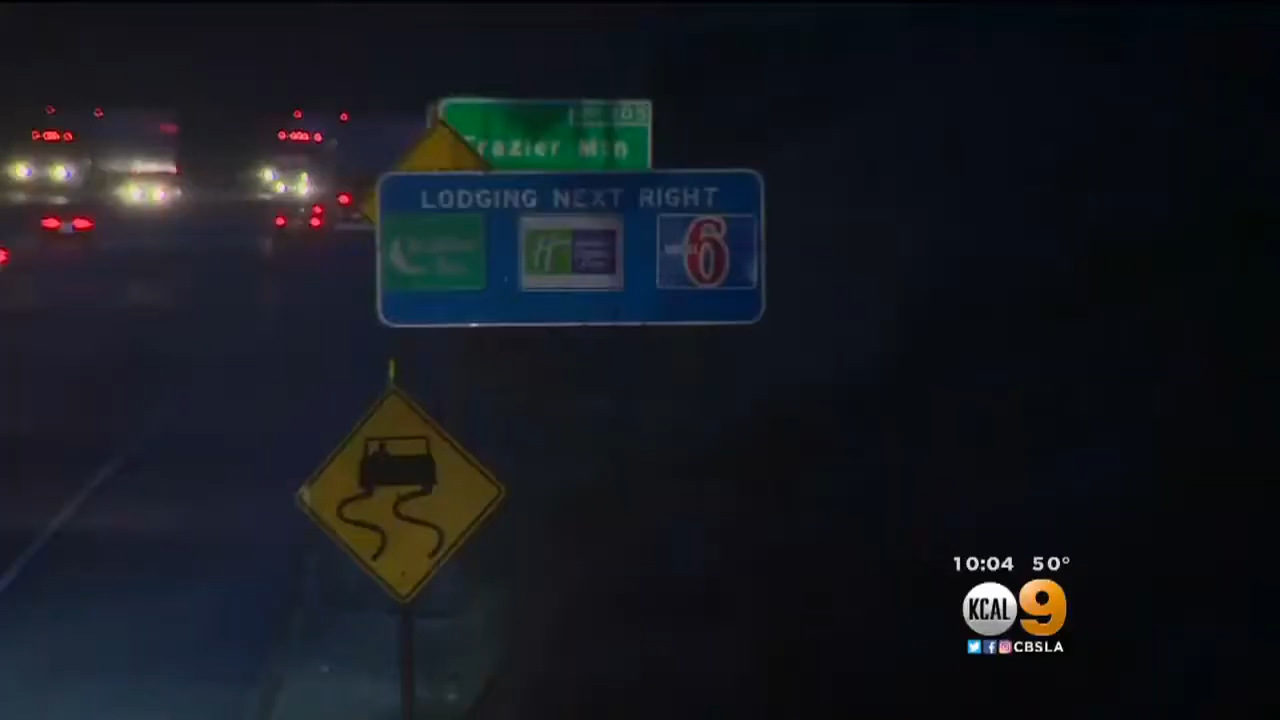 Frazier Mtn
LODGING NEXT RIGHT
H
6
10:04 50°
KCAL 9
CBSLA